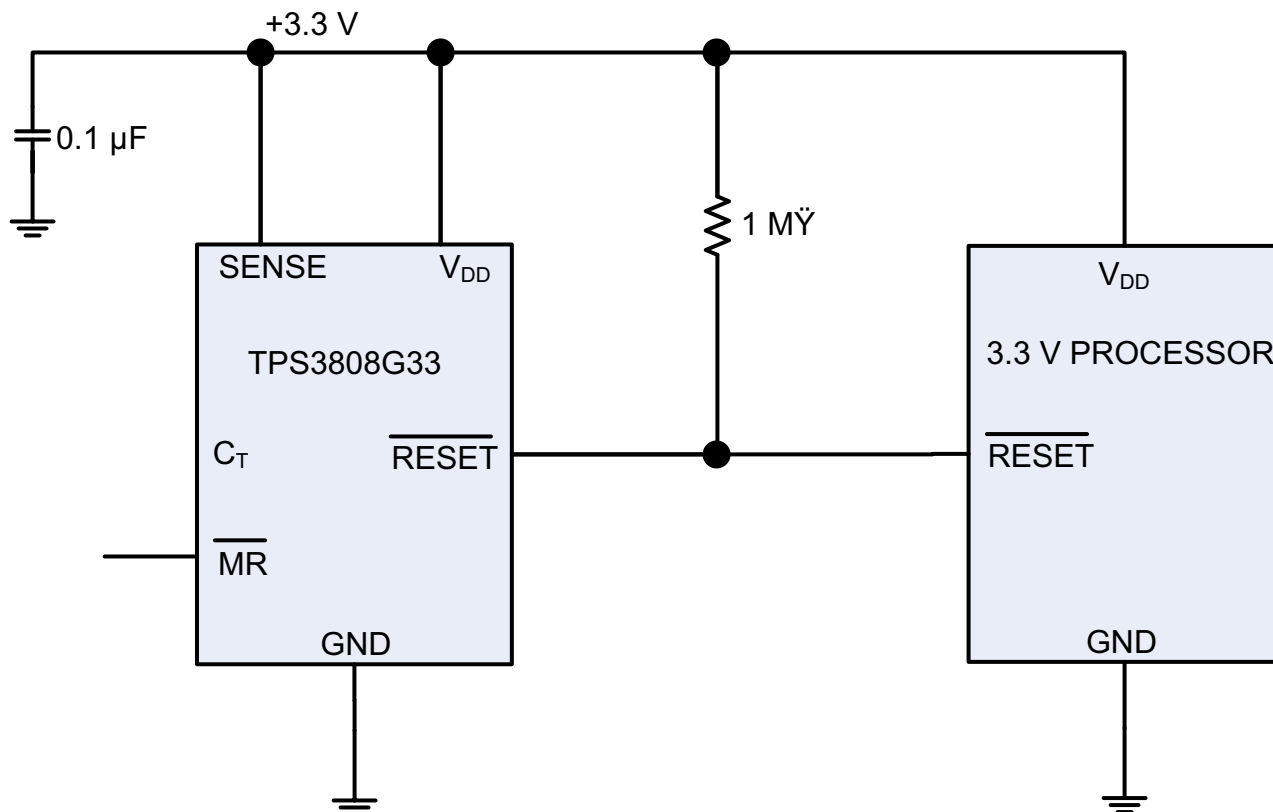 +3.3 V
0.1 µF
1 MŸ
SENSE
VDD
TPS3808G33
CT
RESET
MR
GND
VDD
3.3 V PROCESSOR
RESET
GND